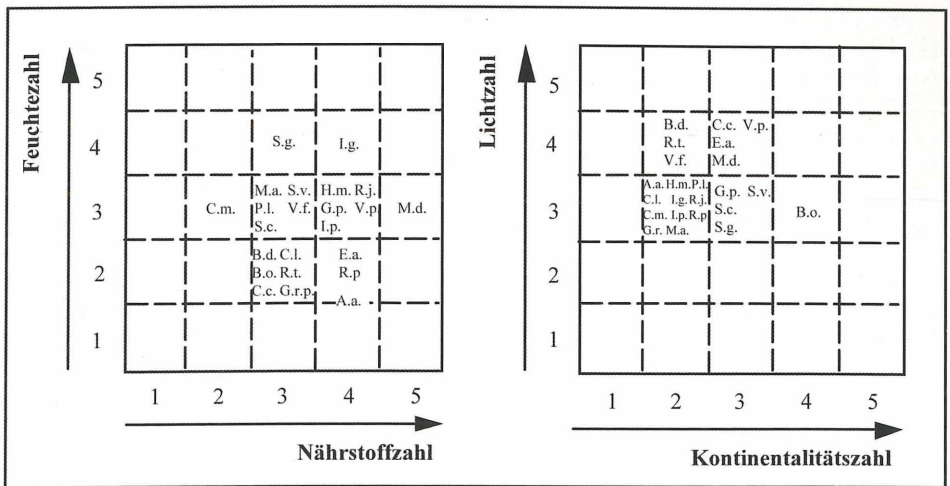 Feuchtezahl
5
4
3
2
1
S.g.
I.g.
C.m.
M.a. S.v.
P.l. V.f.
S.c.
H.m. R.j.
G.p. V.p.
I.p.
M.d.
B.d. C.l.
B.o. R.t.
C.c. G.r.p.
E.a.
R.p
A.a.
1 2 3 4 5
Nährstoffzahl
Lichtzahl
5
4
3
2
1
B.d.
R.t.
V.f.
C.c. V.p.
E.a.
M.d.
A.a. H.m. P.l.
C.l. I.g. R.j.
C.m. I.p. R.p
G.r. M.a.
G.p. S.v.
S.c.
S.g.
B.o.
1 2 3 4 5
Kontinentalitätszahl